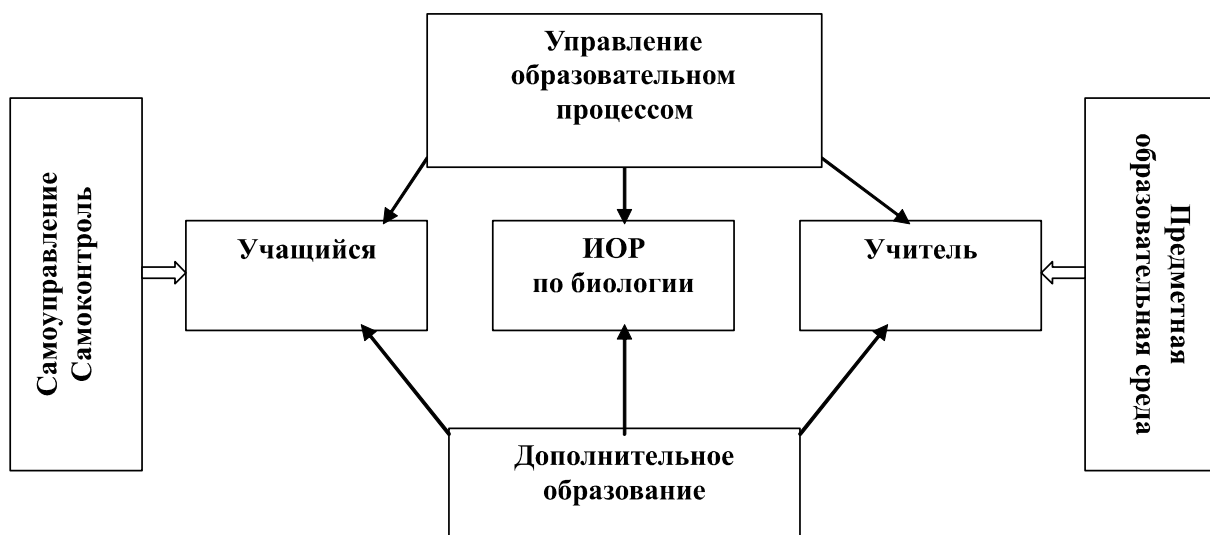 Управление
образовательном
процессом
Самоуправление
Самоконтроль
Учащийся
ИОР
по биологии
Учитель
Предметная
образовательная среда
Дополнительное
образование